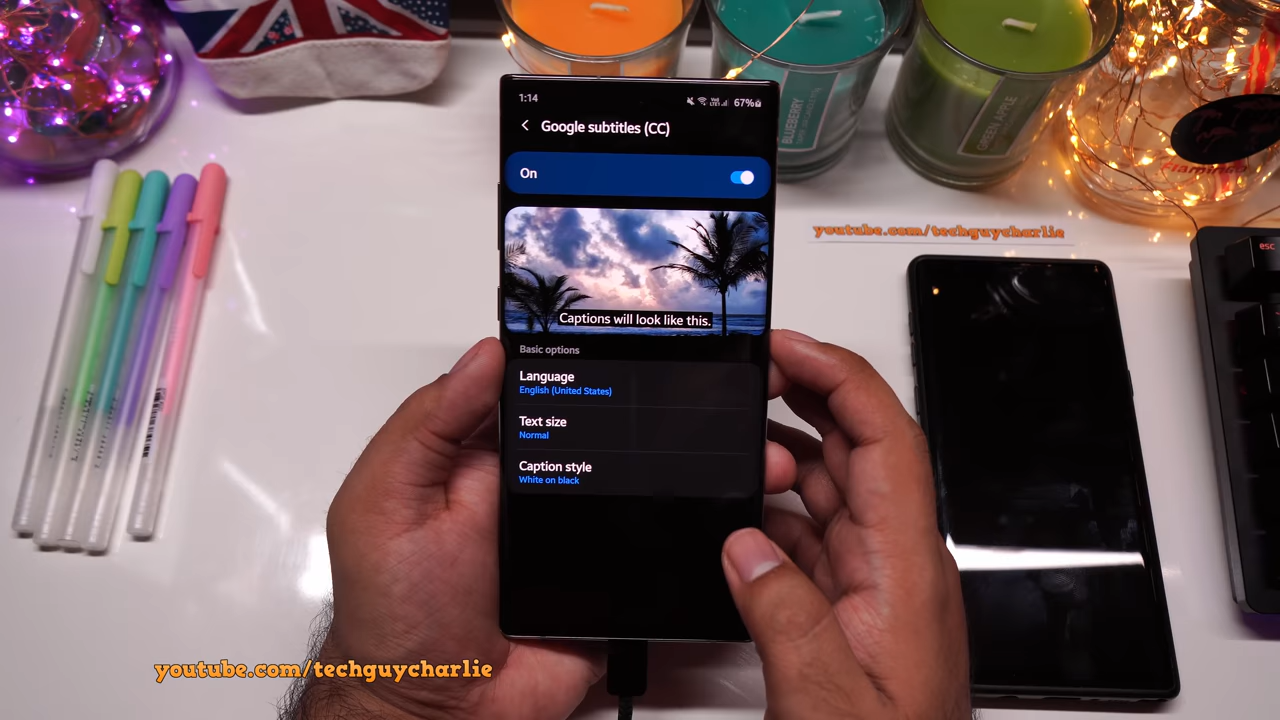 1:14
67%
Google subtitles (CC)
On
Captions will look like this.
Basic options
Language
English (United States)
Text size
Normal
Caption style
White on black
BLUEBERRY
GREEN APPLE
youtube.com/techguycharlie
esc
youtube.com/techguycharlie